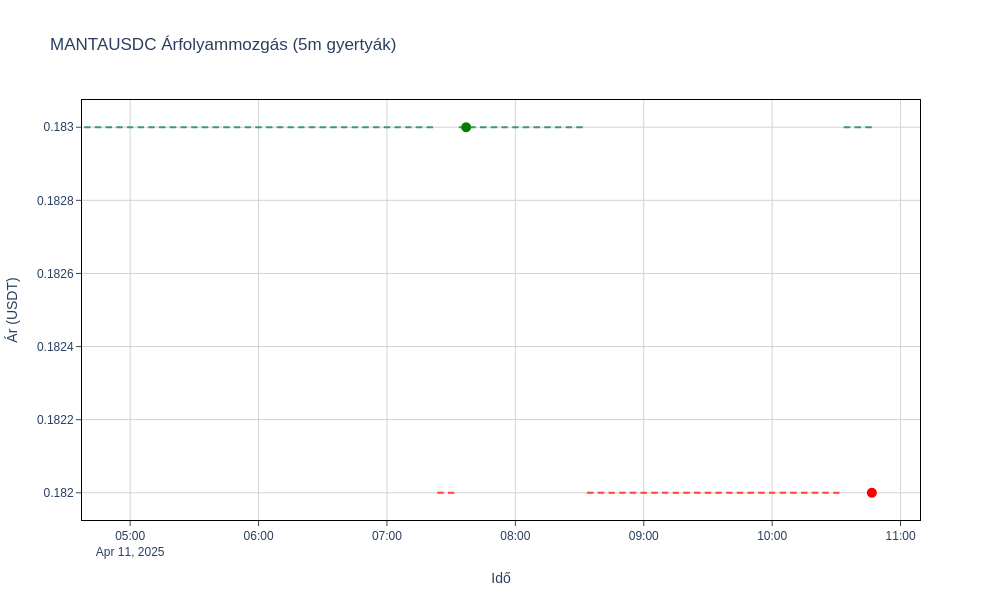 MANTAUSDC Árfolyammozgás (5m gyertyák)
0.183
0.1828
0.1826
0.1824
0.1822
0.182
Ár (USDT)
05:00 06:00 07:00 08:00 09:00 10:00 11:00
Apr 11, 2025
Idő